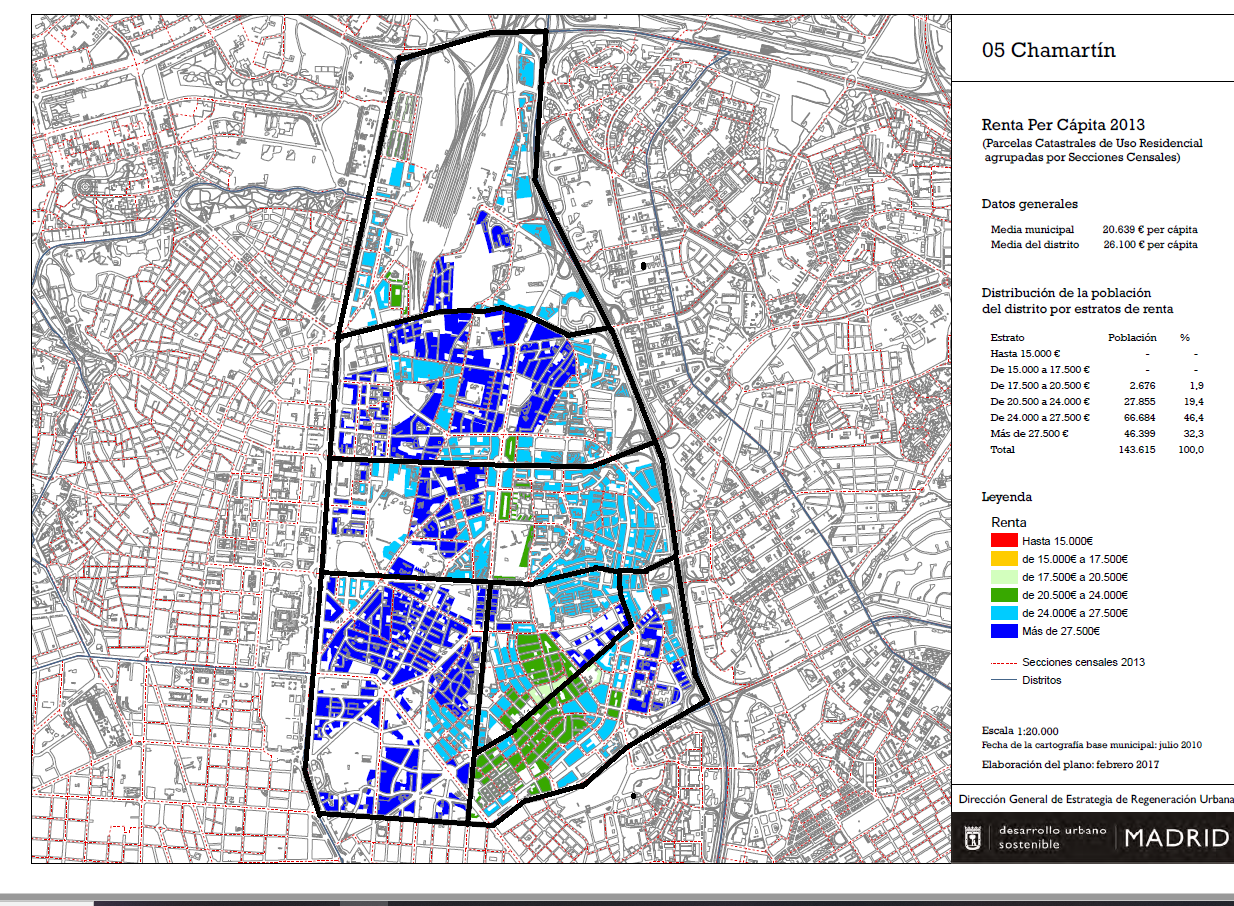 05 Chamartín
Renta Per Cápita 2013
(Parcelas Catastrales de Uso Residencial
agrupadas por Secciones Censales)
Datos generales
Media municipal 20.639 € per cápita
Media del distrito 26.100 € per cápita
Distribución de la población
del distrito por estratos de renta
Estrato Población %
Hasta 15.000 € - -
De 15.000 a 17.500 € - -
De 17.500 a 20.500 € 2.676 1,9
De 20.500 a 24.000 € 27.855 19,4
De 24.000 a 27.500 € 66.684 46,4
Más de 27.500 € 46.399 32,3
Total 143.615 100,0
Leyenda
Renta
Hasta 15.000€
de 15.000€ a 17.500€
de 17.500€ a 20.500€
de 20.500€ a 24.000€
de 24.000€ a 27.500€
Más de 27.500€
Secciones censales 2013
Distritos
Escala 1:20.000
Fecha de la cartografía base municipal: julio 2010
Elaboración del plano: febrero 2017
Dirección General de Estrategia de Regeneración Urbana
desarrollo urbano
sostenible
MADRID